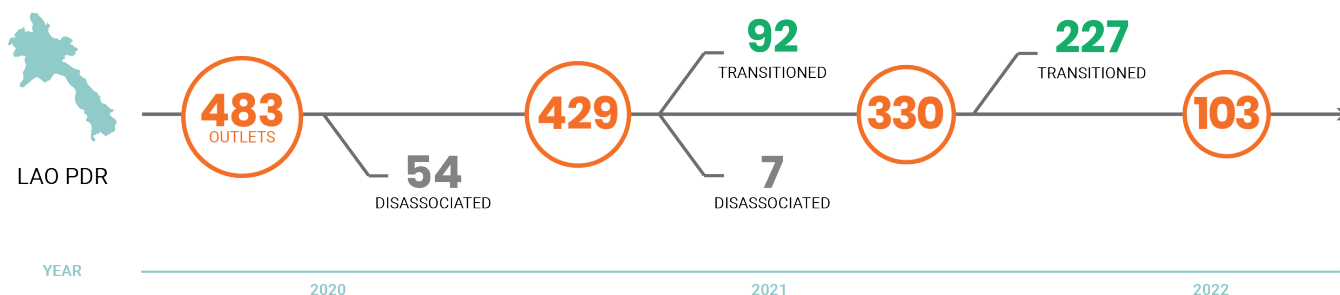 LAO PDR
483
OUTLETS
54
DISASSOCIATED
429
92
TRANSITIONED
7
DISASSOCIATED
330
227
TRANSITIONED
103
YEAR
2020
2021
2022